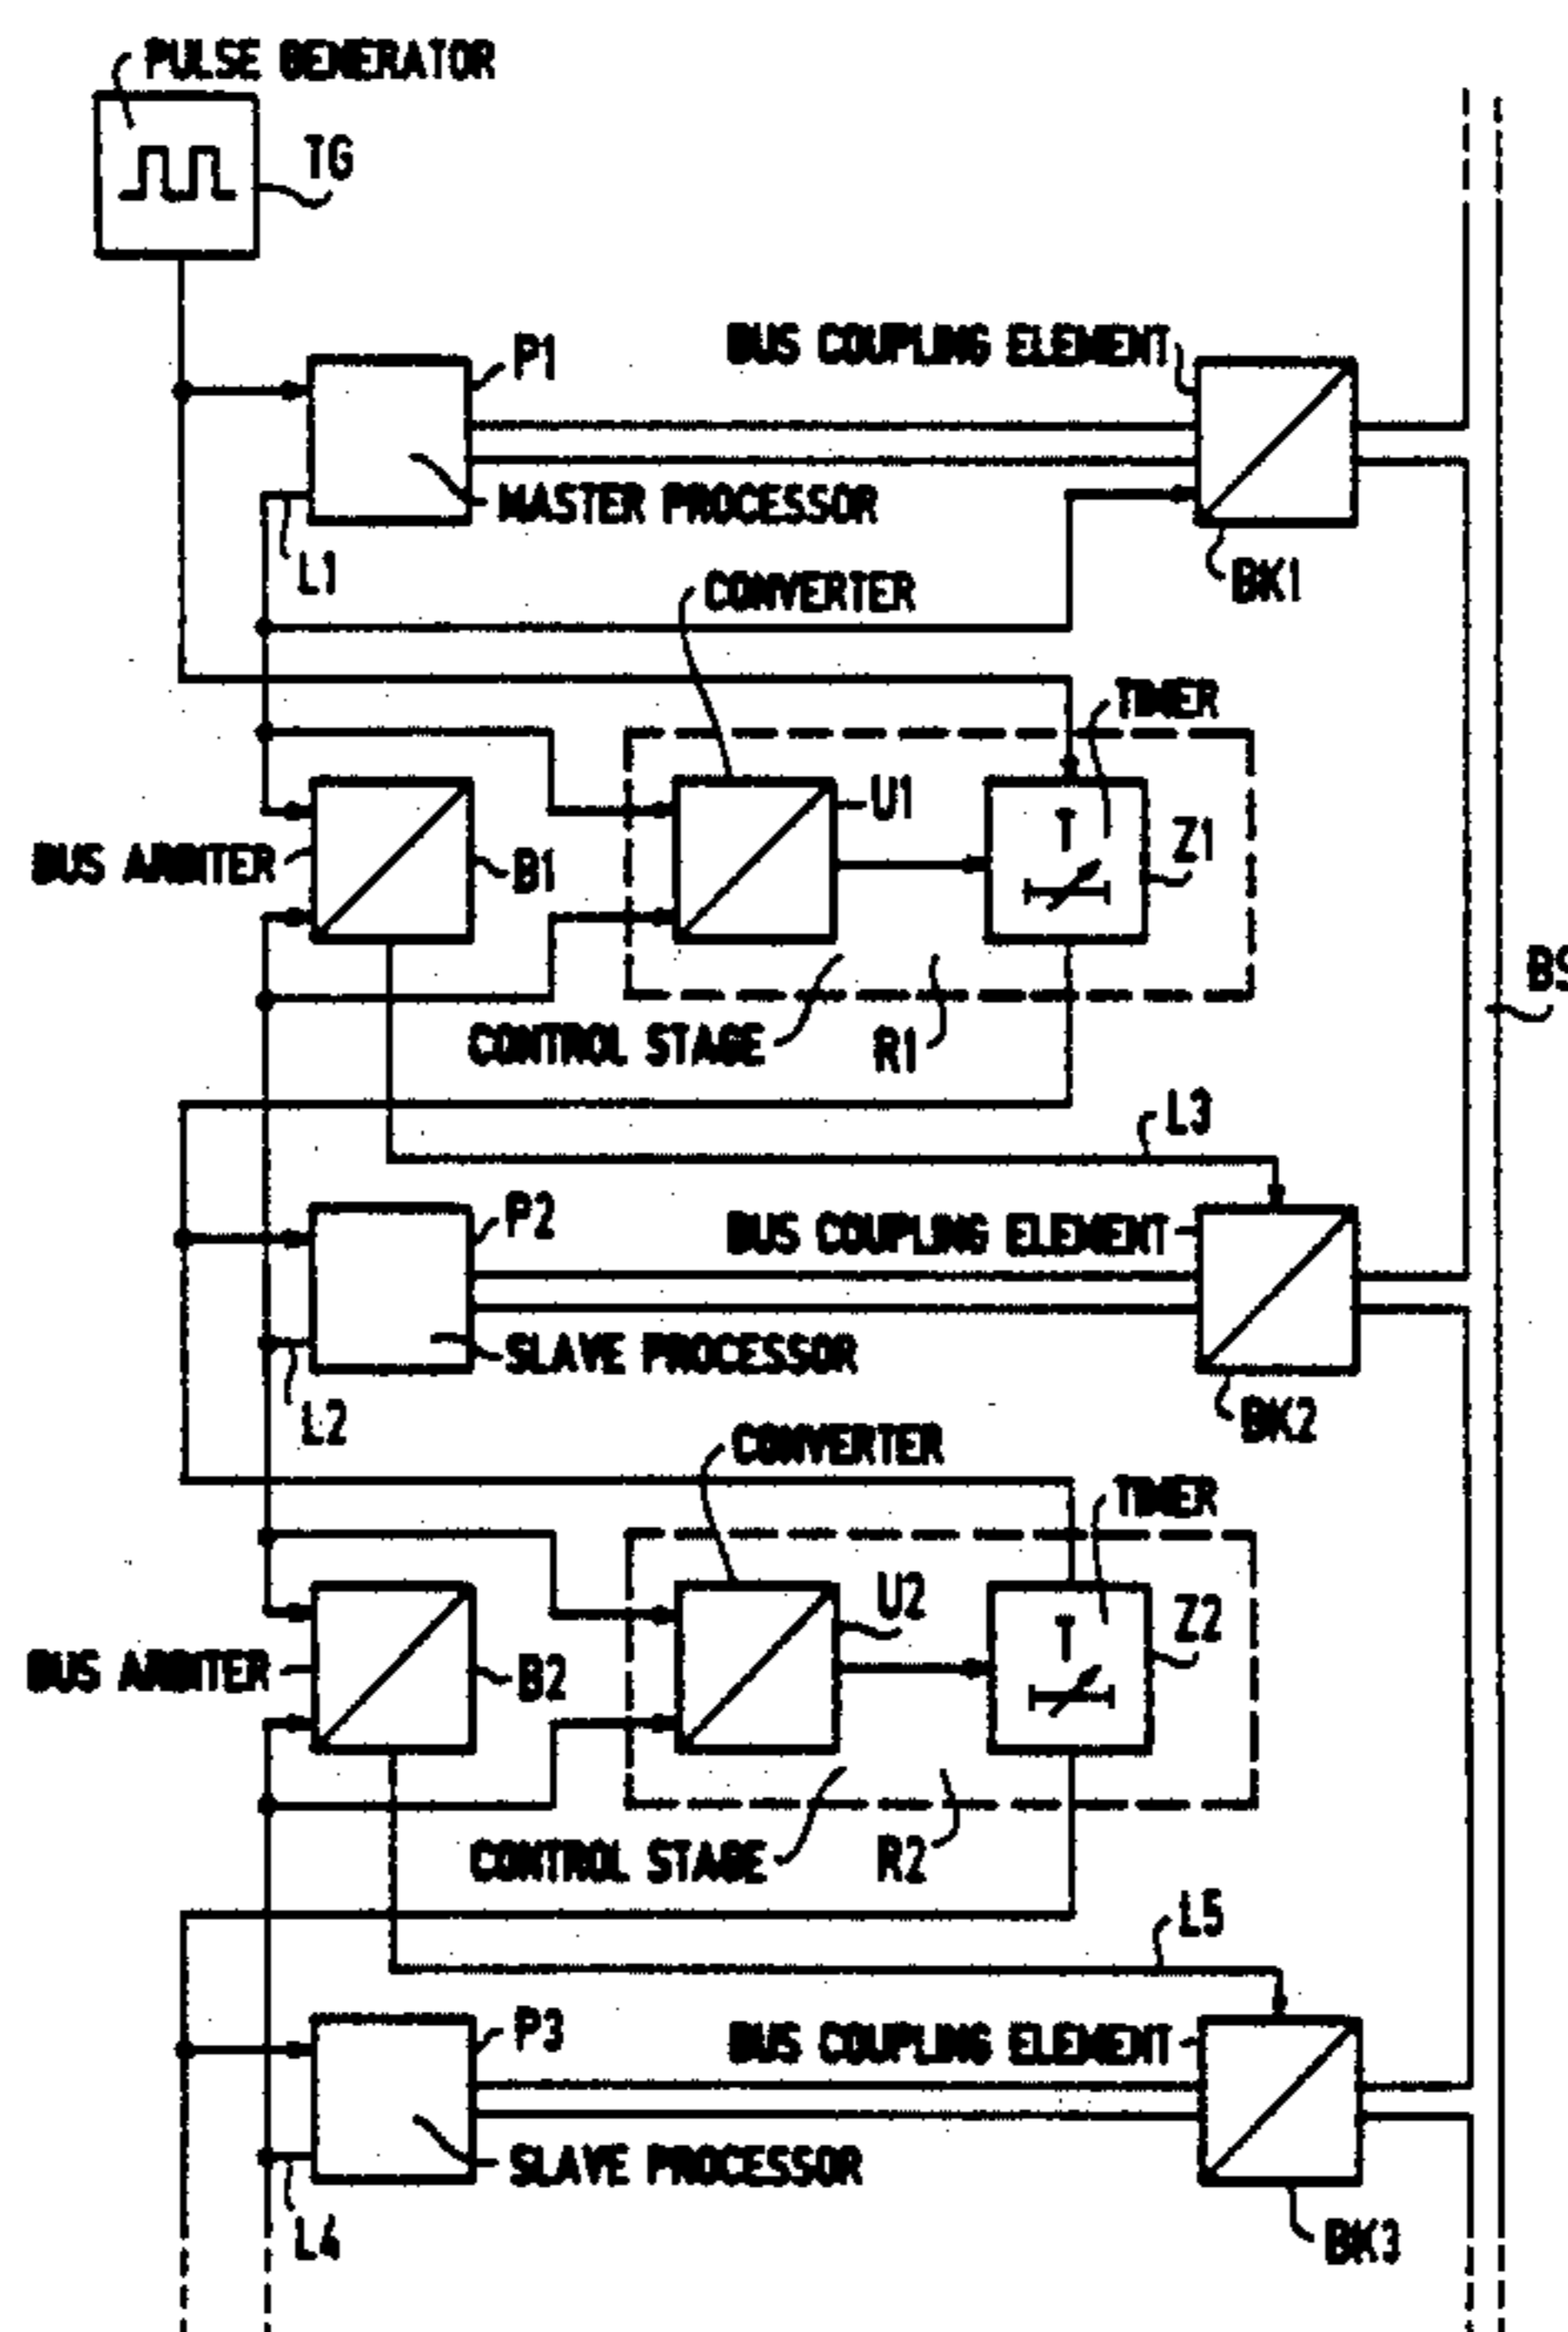 PULSE GENERATOR
TG
P1
BUS COUPLING ELEMENT
MASTER PROCESSOR
L1
BK1
CONVERTER
TIMER
U1
T
Z1
BUS ARBITER
B1
BS
CONTROL STAGE
R1
L3
P2
BUS COUPLING ELEMENT
SLAVE PROCESSOR
L2
BK2
CONVERTER
TIMER
U2
T
Z2
BUS ARBITER
B2
CONTROL STAGE
R2
L5
P3
BUS COUPLING ELEMENT
SLAVE PROCESSOR
L4
BK3